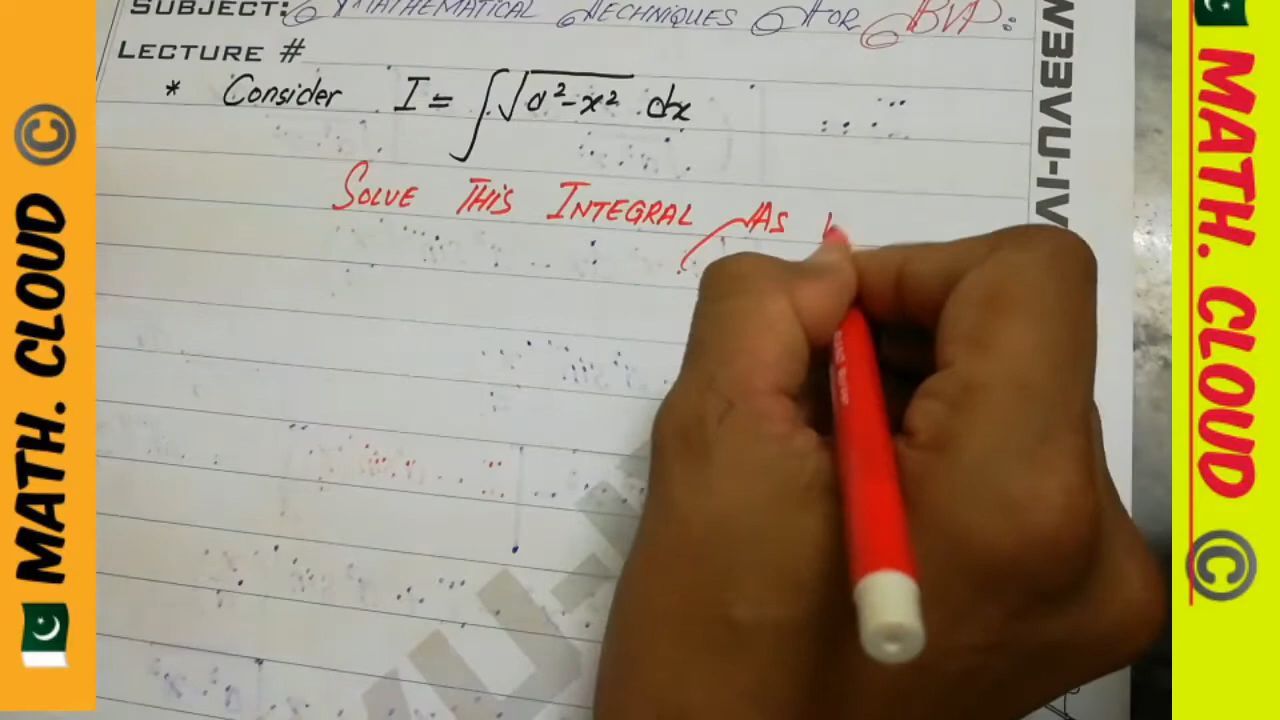 SUBJECT: MATHEMATICAL TECHNIQUES FOR BVP:
LECTURE #
* Consider I = ∫√a²-x² dx
SOLVE THIS INTEGRAL AS
MATH. CLOUD ©
MATH. CLOUD ©